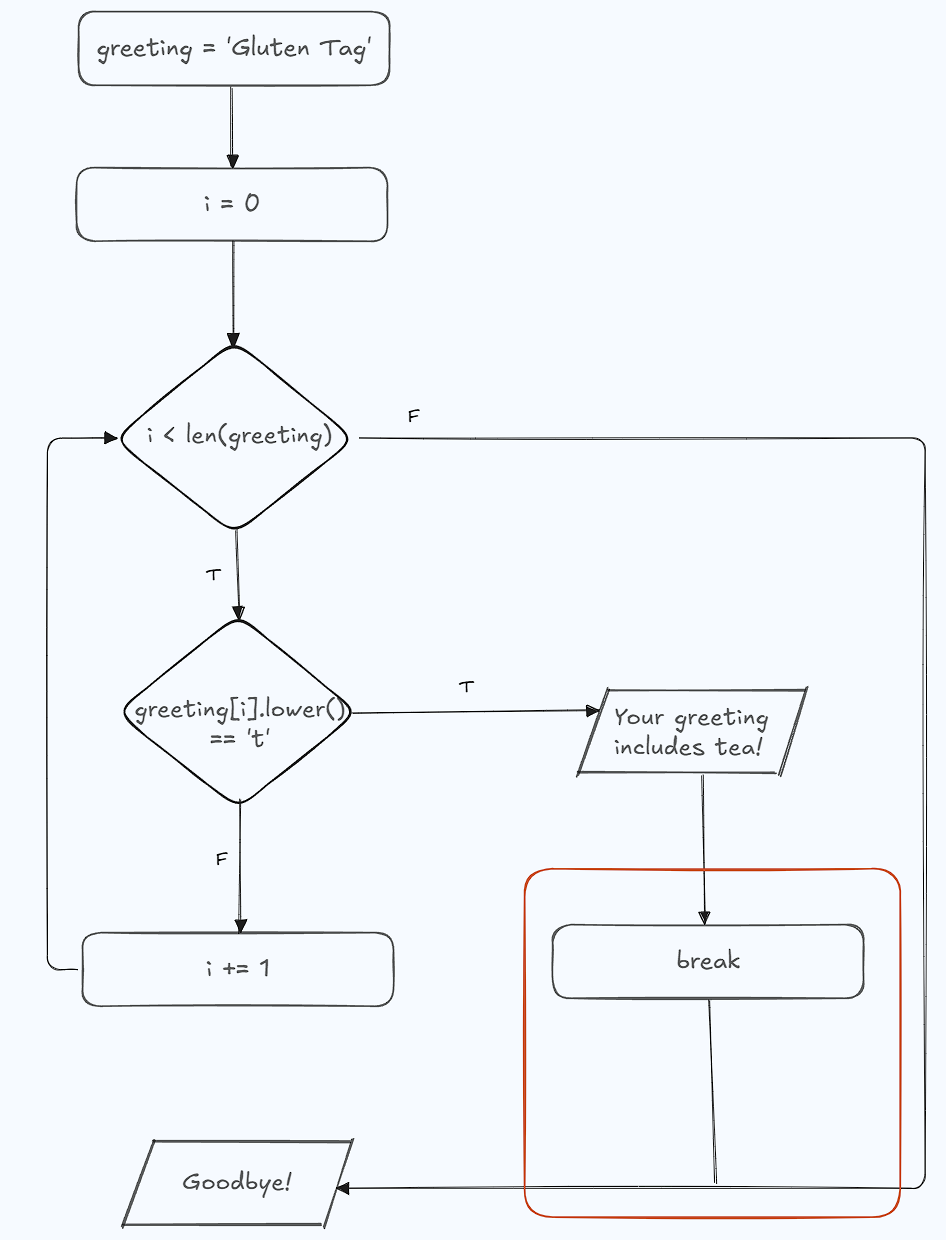 greeting = 'Gluten Tag'
i = 0
i < len(greeting)
F
T
greeting[i].lower()
== 't'
T
Your greeting
includes tea!
F
i += 1
break
Goodbye!